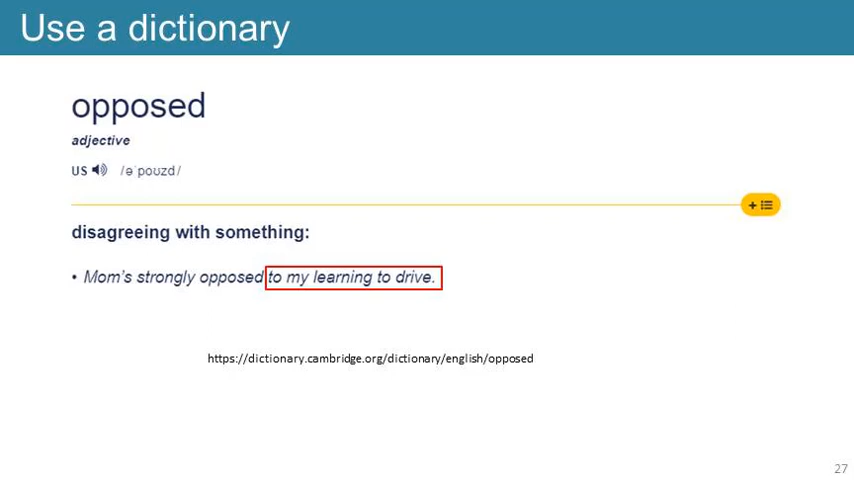 Use a dictionary
opposed
adjective
US /əˈpoʊzd/
disagreeing with something:
• Mom's strongly opposed to my learning to drive.
https://dictionary.cambridge.org/dictionary/english/opposed
27